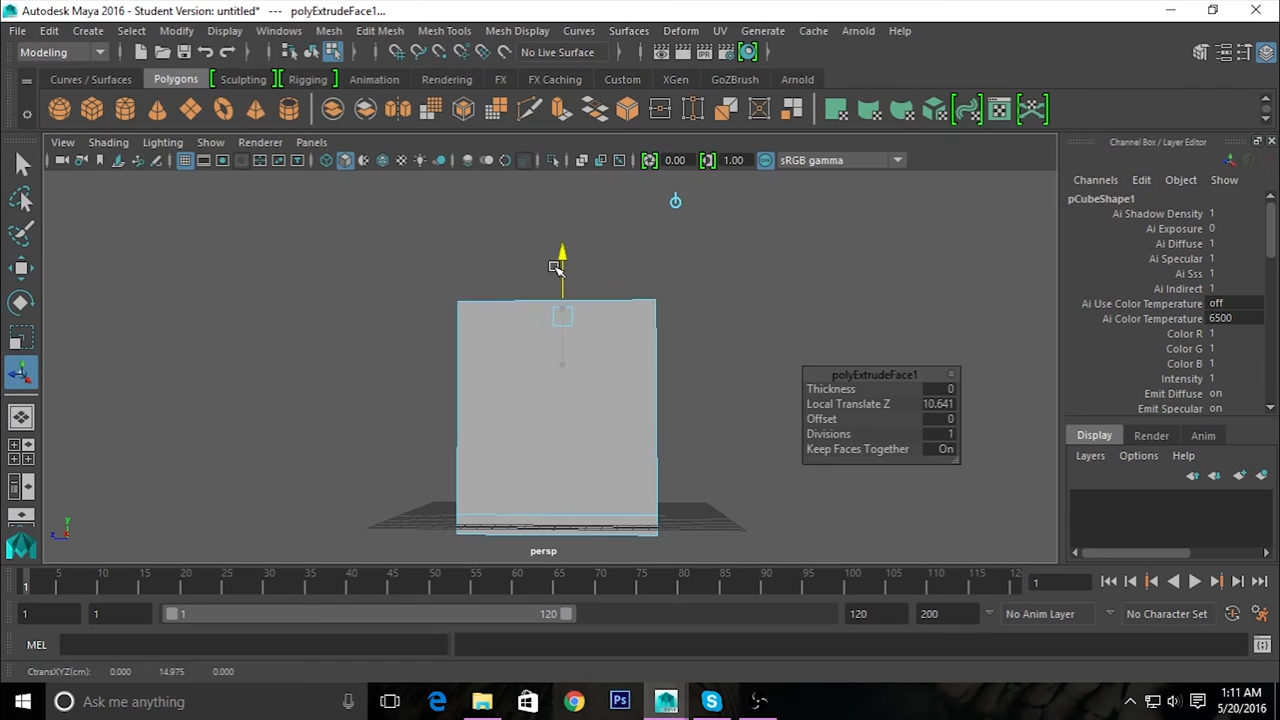 Autodesk Maya 2016 - Student Version: untitled* --- polyExtrudeFace1...
File Edit Create Select Modify Display Windows Mesh Edit Mesh Mesh Tools Mesh Display Curves Surfaces Deform UV Generate Cache Arnold Help
Modeling No Live Surface
Curves / Surfaces Polygons Sculpting Rigging Animation Rendering FX FX Caching Custom XGen GoZBrush Arnold
View Shading Lighting Show Renderer Panels
0.00 1.00 sRGB gamma
Channel Box / Layer Editor
Channels Edit Object Show
pCubeShape1
Ai Shadow Density 1
Ai Exposure 0
Ai Diffuse 1
Ai Specular 1
Ai Sss 1
Ai Indirect 1
Ai Use Color Temperature off
Ai Color Temperature 6500
Color R 1
Color G 1
Color B 1
Intensity 1
Emit Diffuse on
Emit Specular on
polyExtrudeFace1
Thickness 0
Local Translate Z 10.641
Offset 0
Divisions 1
Keep Faces Together On
Display Render Anim
Layers Options Help
y
z
persp
1 5 10 15 20 25 30 35 40 45 50 55 60 65 70 75 80 85 90 95 100 105 110 115 12 1
1 1 1 120 120 200 No Anim Layer No Character Set
MEL
CtransXYZ(cm): 0.000 14.975 0.000
Ask me anything
Ps
1:11 AM
5/20/2016